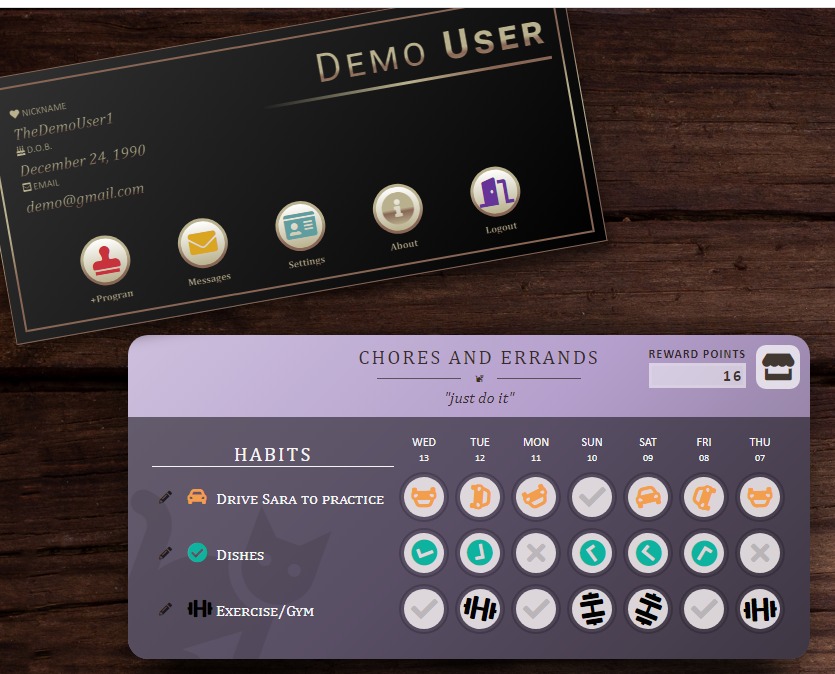 DEMO USER
NICKNAME
TheDemoUser1
D.O.B.
December 24, 1990
EMAIL
demo@gmail.com
+Program
Messages
Settings
About
Logout
CHORES AND ERRANDS
"just do it"
REWARD POINTS
16
HABITS
WED TUE MON SUN SAT FRI THU
13 12 11 10 09 08 07
DRIVE SARA TO PRACTICE
DISHES
EXERCISE/GYM